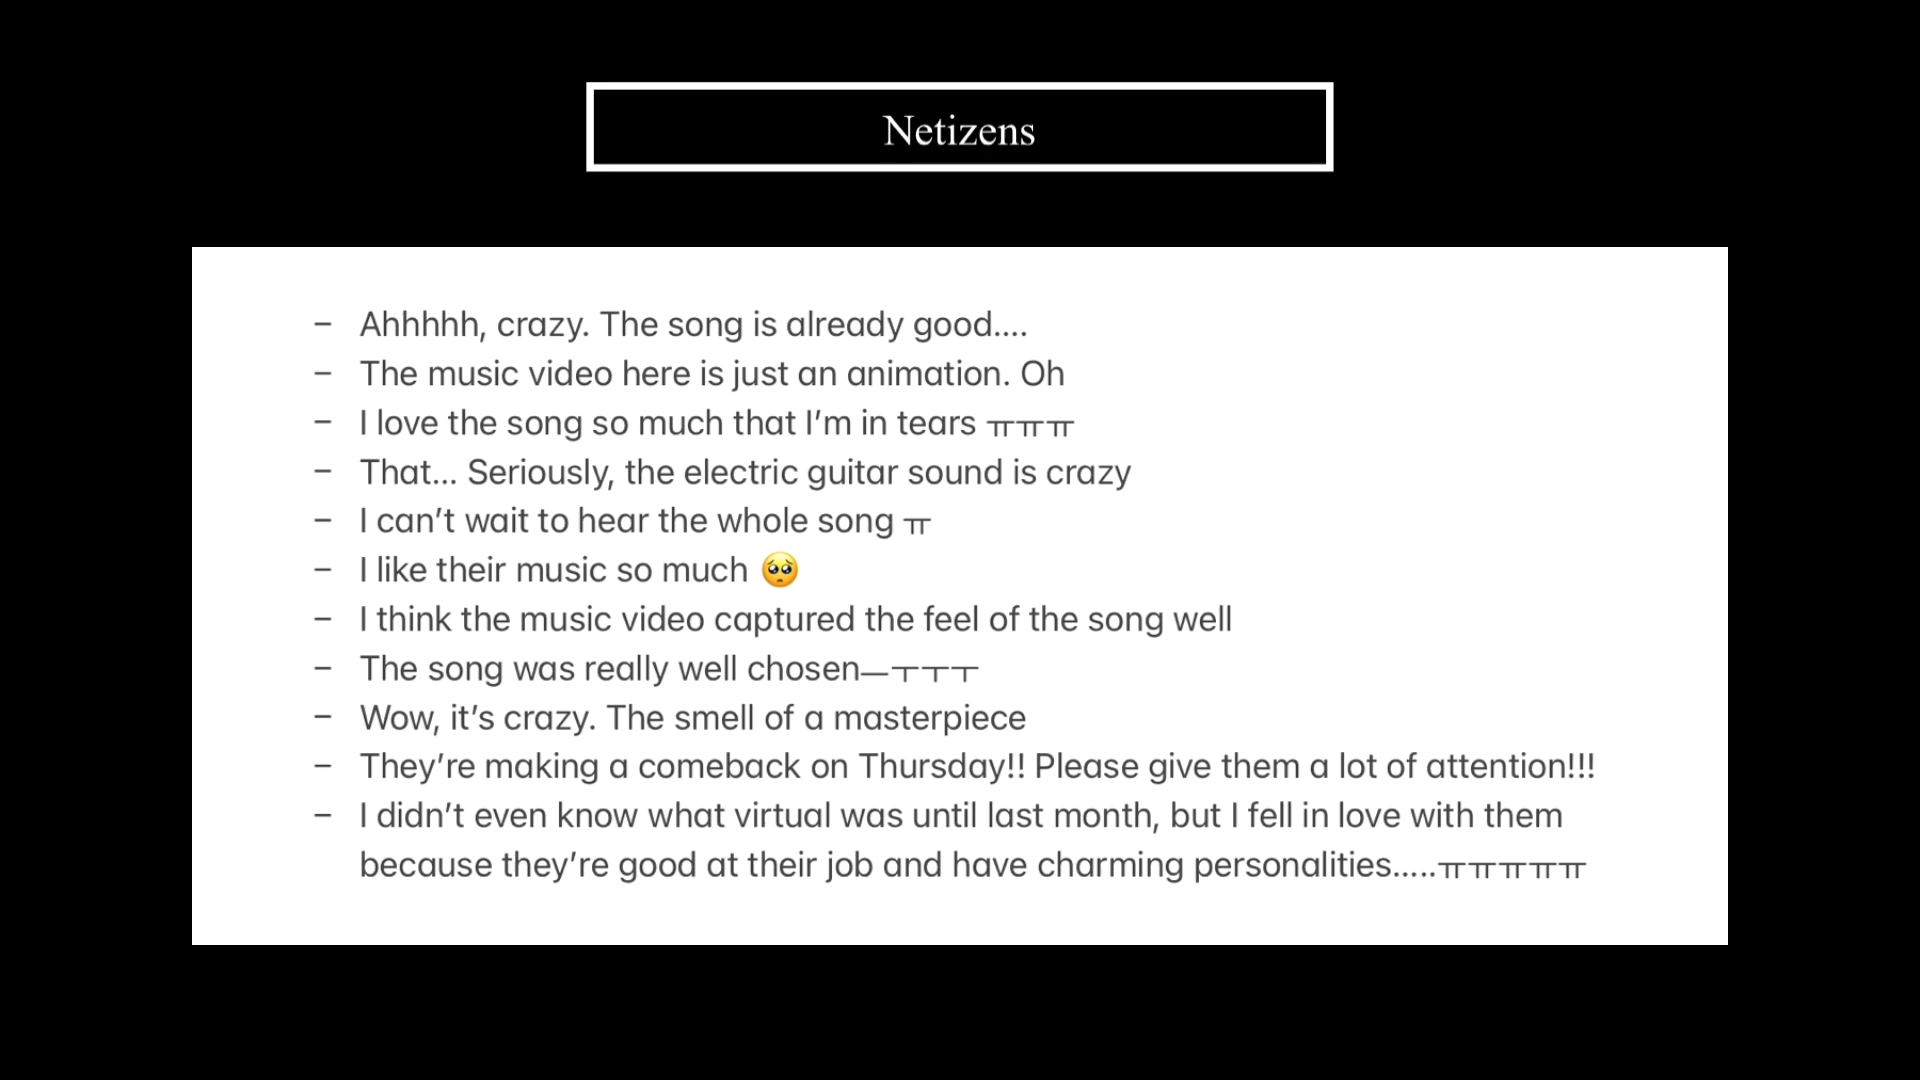 Netizens
– Ahhhhh, crazy. The song is already good....
– The music video here is just an animation. Oh
– I love the song so much that I’m in tears ㅠㅠㅠ
– That... Seriously, the electric guitar sound is crazy
– I can’t wait to hear the whole song ㅠ
– I like their music so much 🥺
– I think the music video captured the feel of the song well
– The song was really well chosenㅡㅜㅜㅜ
– Wow, it’s crazy. The smell of a masterpiece
– They’re making a comeback on Thursday!! Please give them a lot of attention!!!
– I didn’t even know what virtual was until last month, but I fell in love with them
because they’re good at their job and have charming personalities.....ㅠㅠㅠㅠㅠ